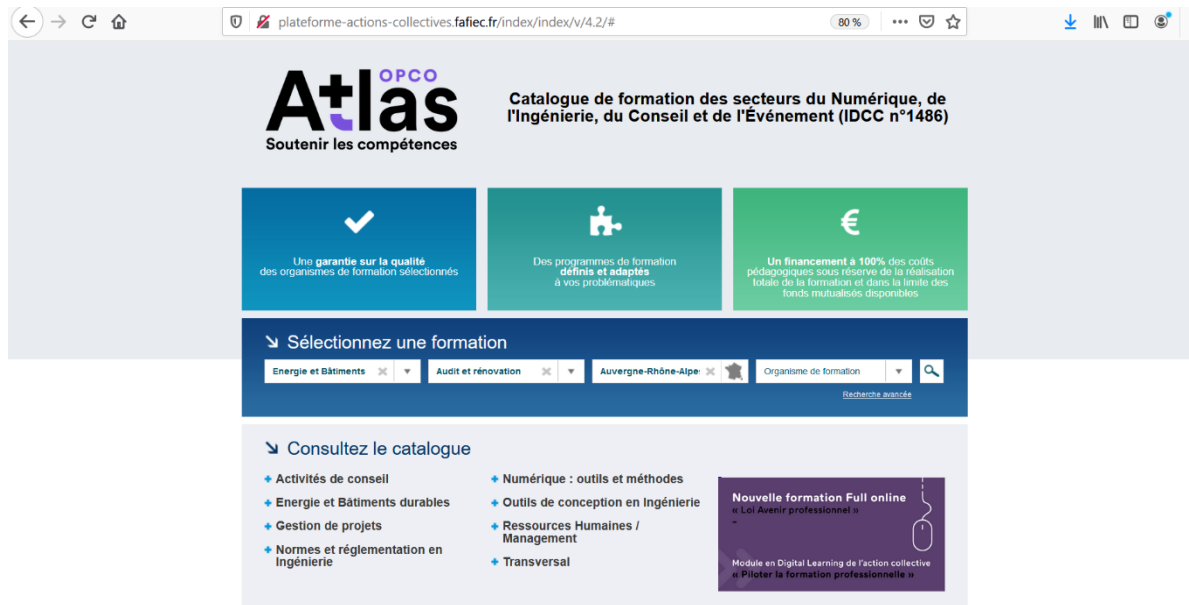 plateforme-actions-collectives.fafiec.fr/index/index/v/4.2/#
80 %
OPCO
Atlas
Soutenir les compétences
Catalogue de formation des secteurs du Numérique, de
l'Ingénierie, du Conseil et de l'Événement (IDCC n°1486)
Une garantie sur la qualité
des organismes de formation sélectionnés
Des programmes de formation
définis et adaptés
à vos problématiques
€
Un financement à 100% des coûts
pédagogiques sous réserve de la réalisation
totale de la formation et dans la limite des
fonds mutualisés disponibles
Sélectionnez une formation
Energie et Bâtiments
Audit et rénovation
Auvergne-Rhône-Alpe
Organisme de formation
Recherche avancée
Consultez le catalogue
Activités de conseil
Energie et Bâtiments durables
Gestion de projets
Normes et réglementation en
Ingénierie
Numérique : outils et méthodes
Outils de conception en Ingénierie
Ressources Humaines /
Management
Transversal
Nouvelle formation Full online
« Loi Avenir professionnel »
Module en Digital Learning de l'action collective
« Piloter la formation professionnelle »